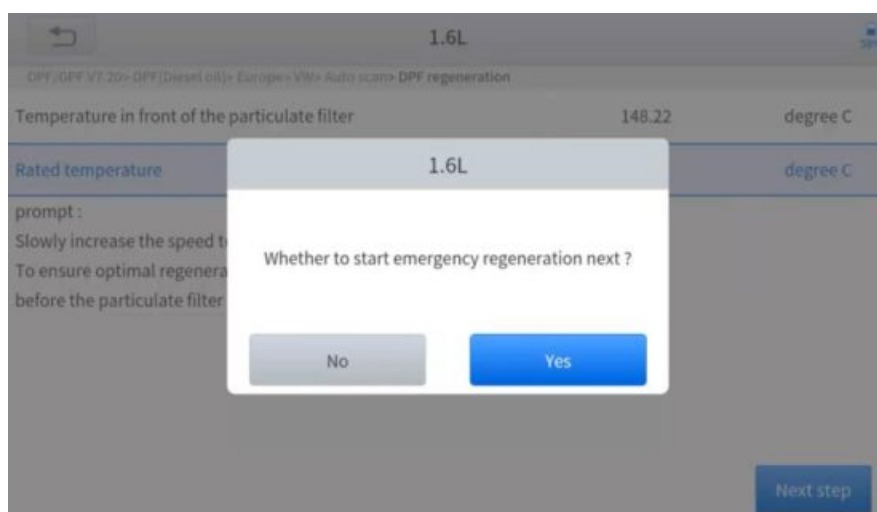 1.6L
DPF/GPF V7.20> DPF(Diesel oil)> Europe> VW> Auto scan> DPF regeneration
Temperature in front of the particulate filter 148.22 degree C
Rated temperature degree C
1.6L
prompt :
Slowly increase the speed t
To ensure optimal regenera
before the particulate filter
Whether to start emergency regeneration next ?
No Yes
Next step